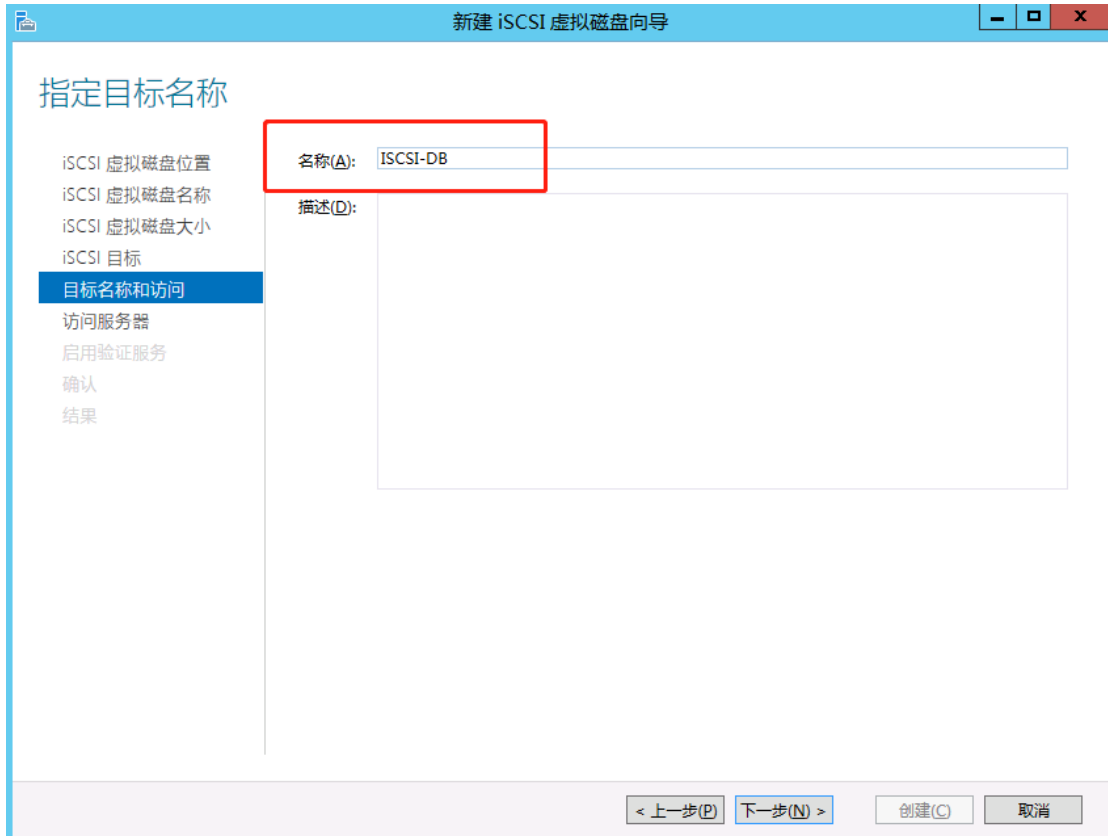 新建 iSCSI 虚拟磁盘向导
指定目标名称
iSCSI 虚拟磁盘位置
iSCSI 虚拟磁盘名称
iSCSI 虚拟磁盘大小
iSCSI 目标
目标名称和访问
访问服务器
启用验证服务
确认
结果
名称(A): ISCSI-DB
描述(D):
< 上一步(P) 下一步(N) > 创建(C) 取消